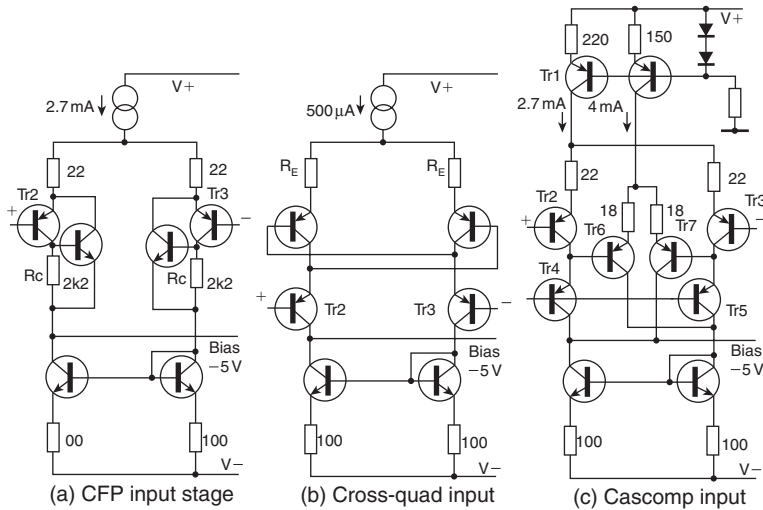 V+
2.7 mA
22
22
Tr2
Tr3
+
–
Rc
2k2
Rc
2k2
Bias
–5 V
00
100
V–
(a) CFP input stage
V+
500 μA
RE
RE
+
Tr2
Tr3
–
Bias
–5 V
100
100
V–
(b) Cross-quad input
V+
220
150
Tr1
2.7 mA
4 mA
22
22
Tr2
Tr3
+
–
18
18
Tr6
Tr7
Tr4
Tr5
Bias
–5 V
100
100
V–
(c) Cascomp input